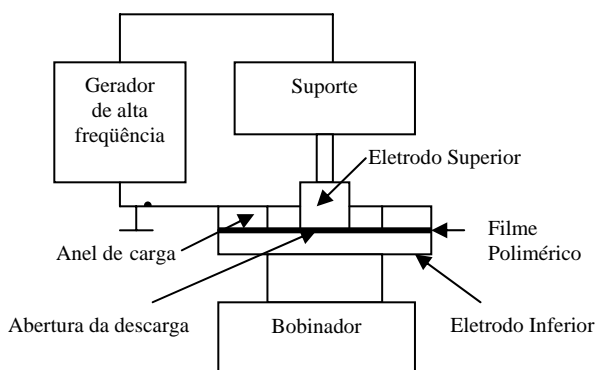 Gerador
de alta
freqüência
Suporte
Eletrodo Superior
Anel de carga
Filme
Polimérico
Abertura da descarga
Bobinador
Eletrodo Inferior